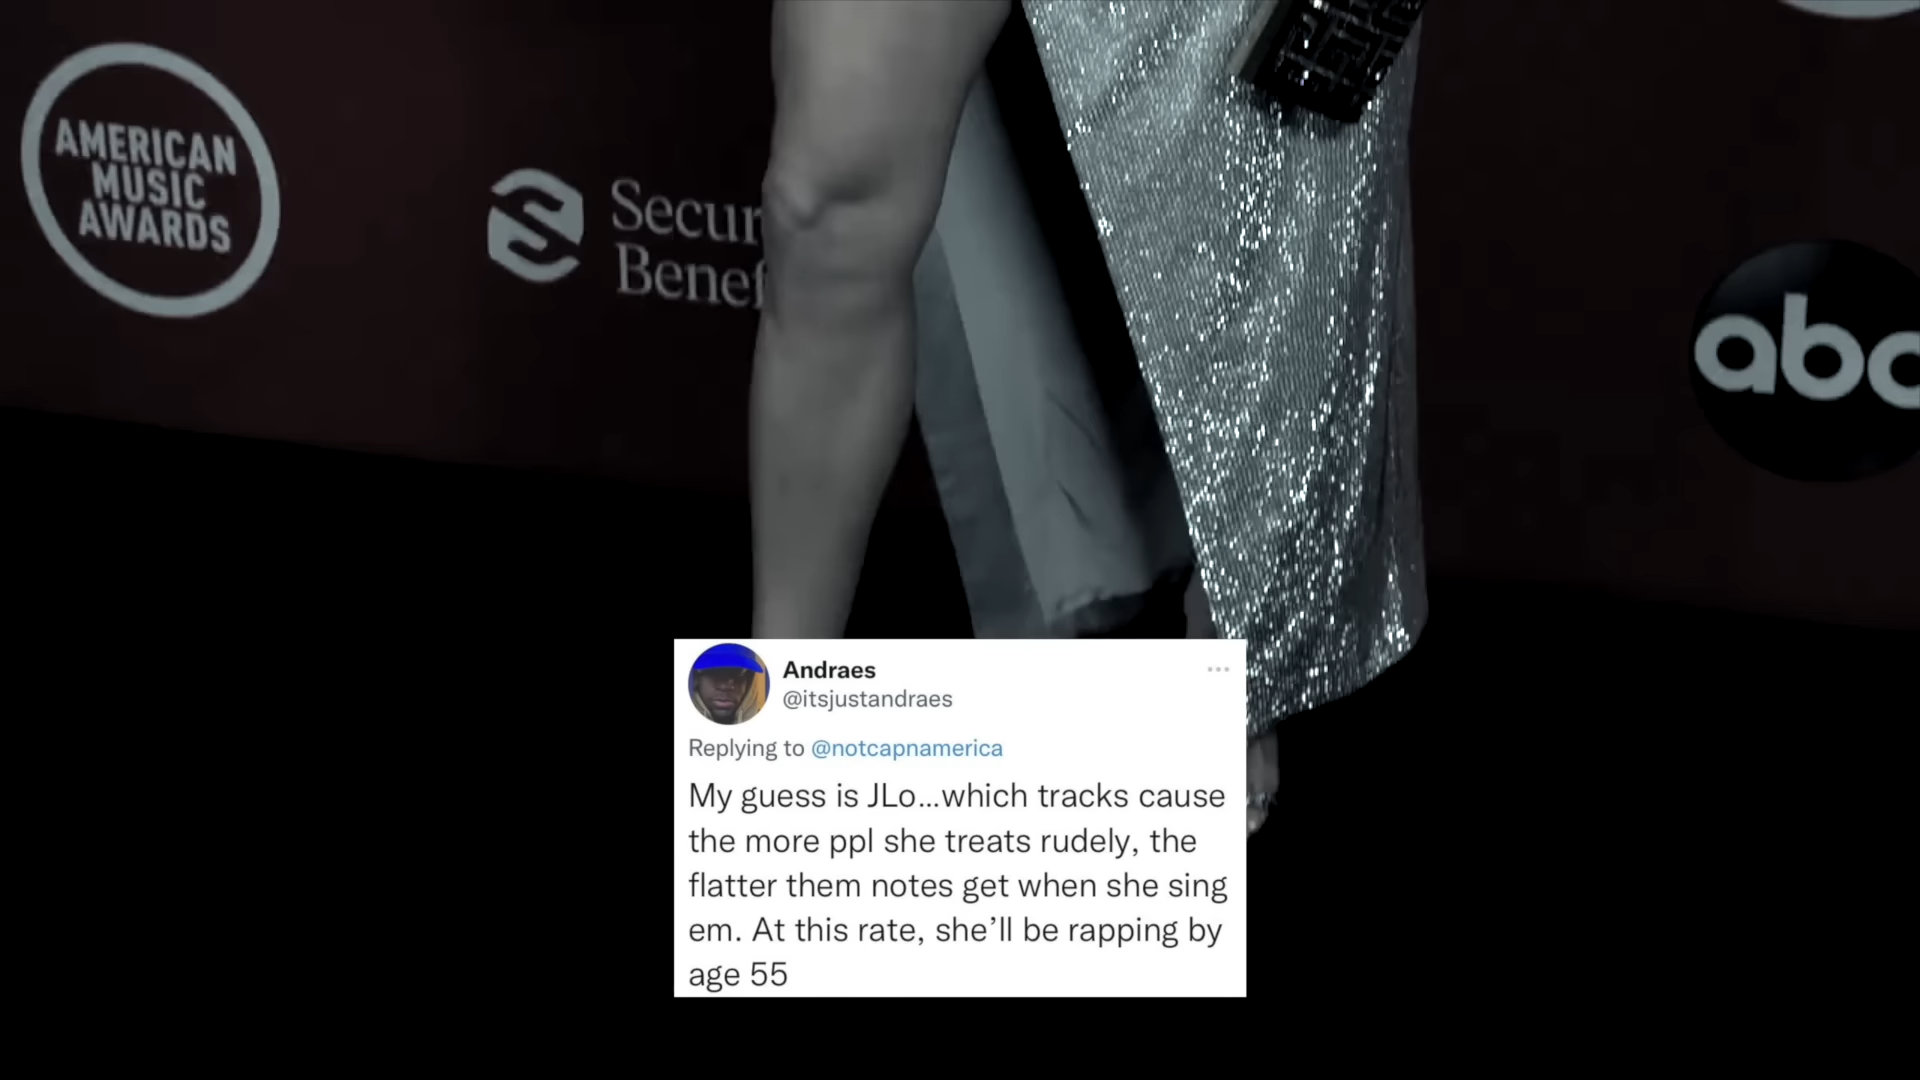 AMERICAN
MUSIC
AWARDS
Secur
Benef
abc
Andraes
@itsjustandraes
Replying to @notcapnamerica
My guess is JLo...which tracks cause
the more ppl she treats rudely, the
flatter them notes get when she sing
em. At this rate, she’ll be rapping by
age 55